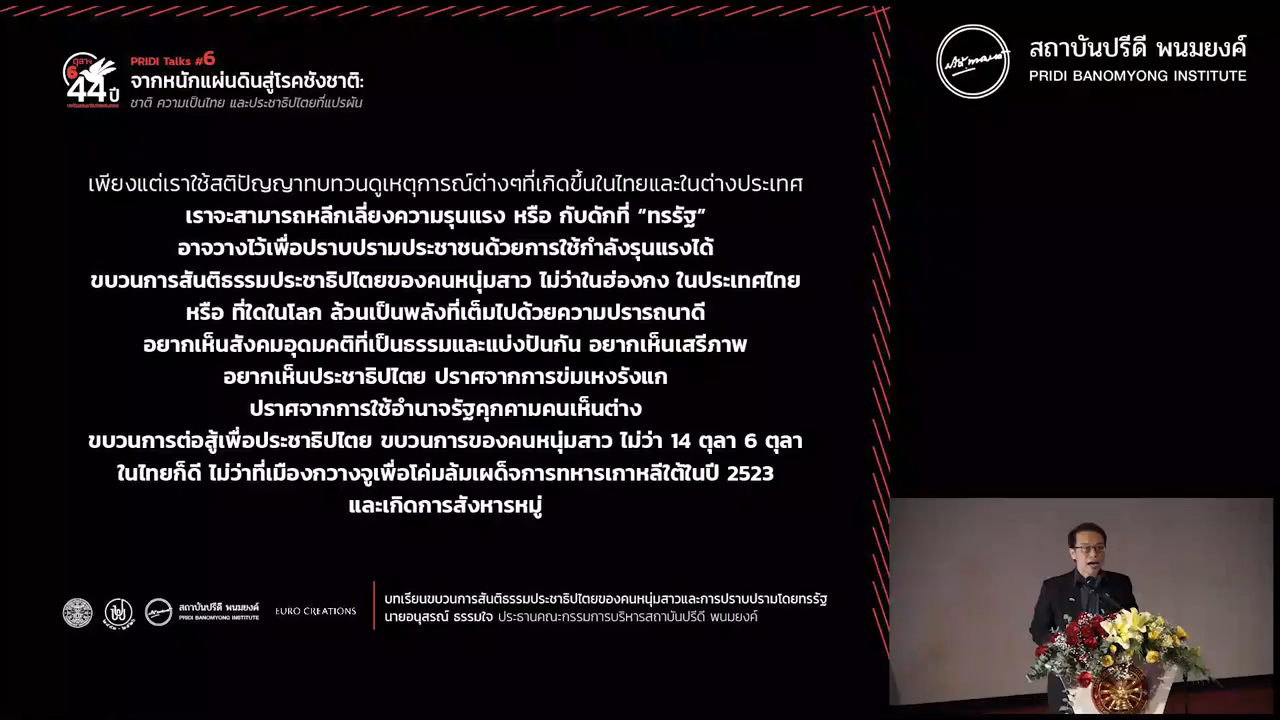 ตุลา
6
44 ปี
PRIDI Talks #6
จากหนักแผ่นดินสู่โรคชังชาติ:
ชาติ ความเป็นไทย และประชาธิปไตยที่แปรผัน
สถาบันปรีดี พนมยงค์
PRIDI BANOMYONG INSTITUTE
เพียงแต่เราใช้สติปัญญาทบทวนดูเหตุการณ์ต่างๆที่เกิดขึ้นในไทยและในต่างประเทศ
เราจะสามารถหลีกเลี่ยงความรุนแรง หรือ กับดักที่ “ทรรัฐ”
อาจวางไว้เพื่อปราบปรามประชาชนด้วยการใช้กำลังรุนแรงได้
ขบวนการสันติธรรมประชาธิปไตยของคนหนุ่มสาว ไม่ว่าในฮ่องกง ในประเทศไทย
หรือ ที่ใดในโลก ล้วนเป็นพลังที่เต็มไปด้วยความปรารถนาดี
อยากเห็นสังคมอุดมคติที่เป็นธรรมและแบ่งปันกัน อยากเห็นเสรีภาพ
อยากเห็นประชาธิปไตย ปราศจากการข่มเหงรังแก
ปราศจากการใช้อำนาจรัฐคุกคามคนเห็นต่าง
ขบวนการต่อสู้เพื่อประชาธิปไตย ขบวนการของคนหนุ่มสาว ไม่ว่า 14 ตุลา 6 ตุลา
ในไทยก็ดี ไม่ว่าที่เมืองกวางจูเพื่อโค่มล้มเผด็จการทหารเกาหลีใต้ในปี 2523
และเกิดการสังหารหมู่
สถาบันปรีดี พนมยงค์
PRIDI BANOMYONG INSTITUTE
EURO CREATIONS
บทเรียนขบวนการสันติธรรมประชาธิปไตยของคนหนุ่มสาวและการปราบปรามโดยทรรัฐ
นายอนุสรณ์ ธรรมใจ ประธานคณะกรรมการบริหารสถาบันปรีดี พนมยงค์